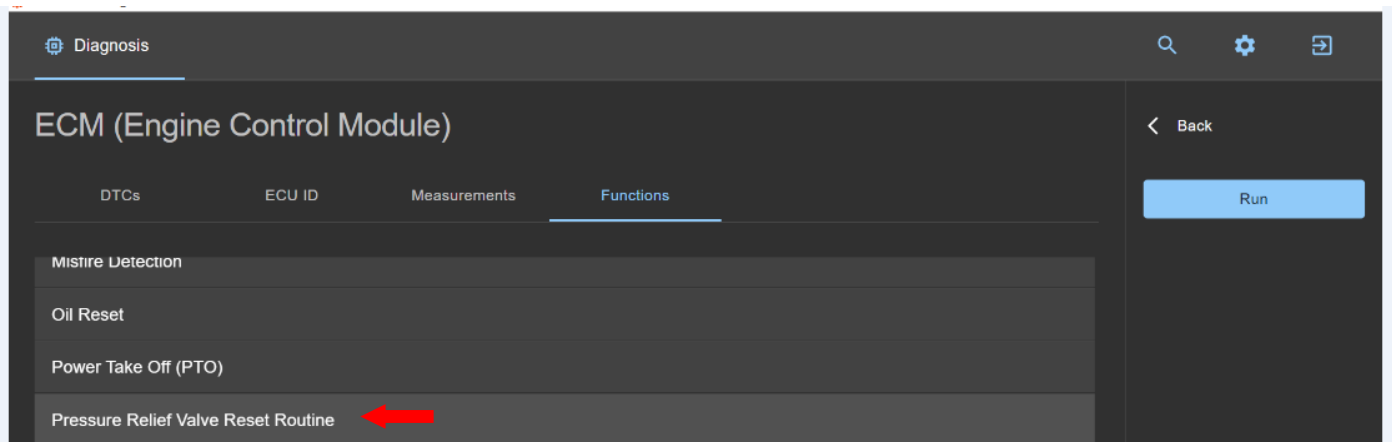 Diagnosis
ECM (Engine Control Module)
Back
DTCs ECU ID Measurements Functions
Run
Misfire Detection
Oil Reset
Power Take Off (PTO)
Pressure Relief Valve Reset Routine